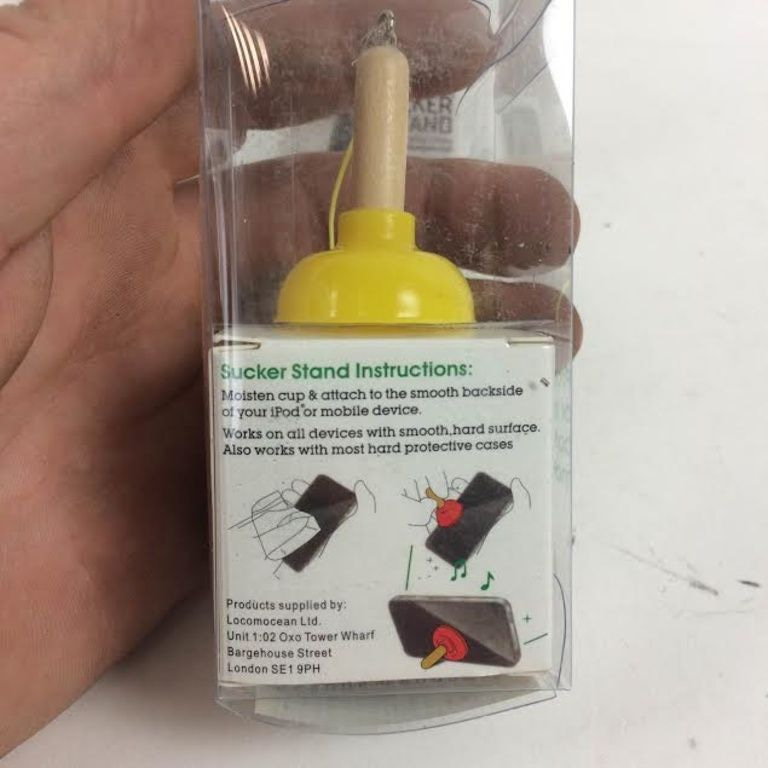 Sucker Stand Instructions:
Moisten cup & attach to the smooth backside
of your iPod® or mobile device.
Works on all devices with smooth, hard surface.
Also works with most hard protective cases
Products supplied by:
Locomocean Ltd.
Unit 1:02 Oxo Tower Wharf
Bargehouse Street
London SE1 9PH